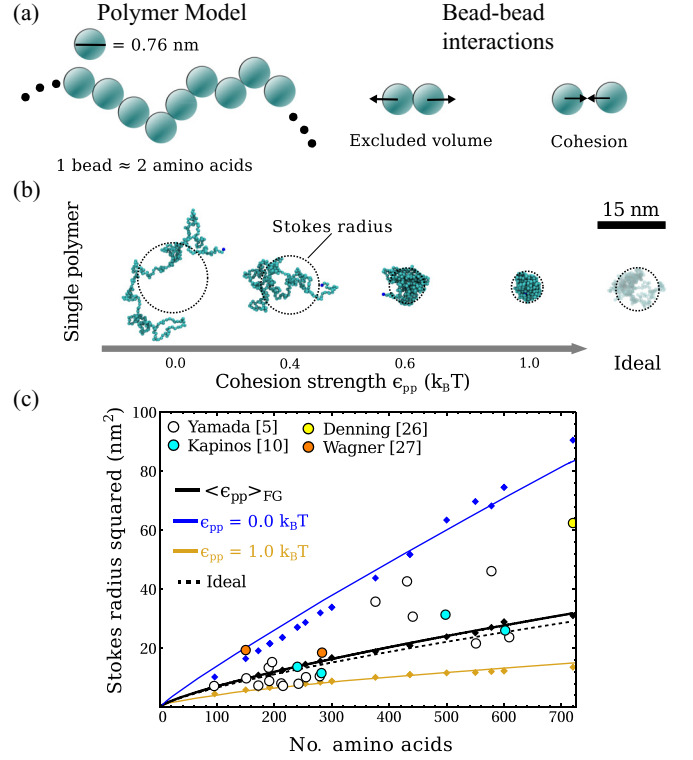 (a)
Polymer Model
Bead-bead
interactions
= 0.76 nm
1 bead ≈ 2 amino acids
Excluded volume
Cohesion
(b)
Single polymer
Stokes radius
15 nm
0.0
0.4
0.6
1.0
Ideal
Cohesion strength ϵpp (kBT)
(c)
Stokes radius squared (nm²)
100
80
60
40
20
Yamada [5]
Denning [26]
Kapinos [10]
Wagner [27]
<ϵpp>FG
ϵpp = 0.0 kBT
ϵpp = 1.0 kBT
Ideal
0 100 200 300 400 500 600 700
No. amino acids